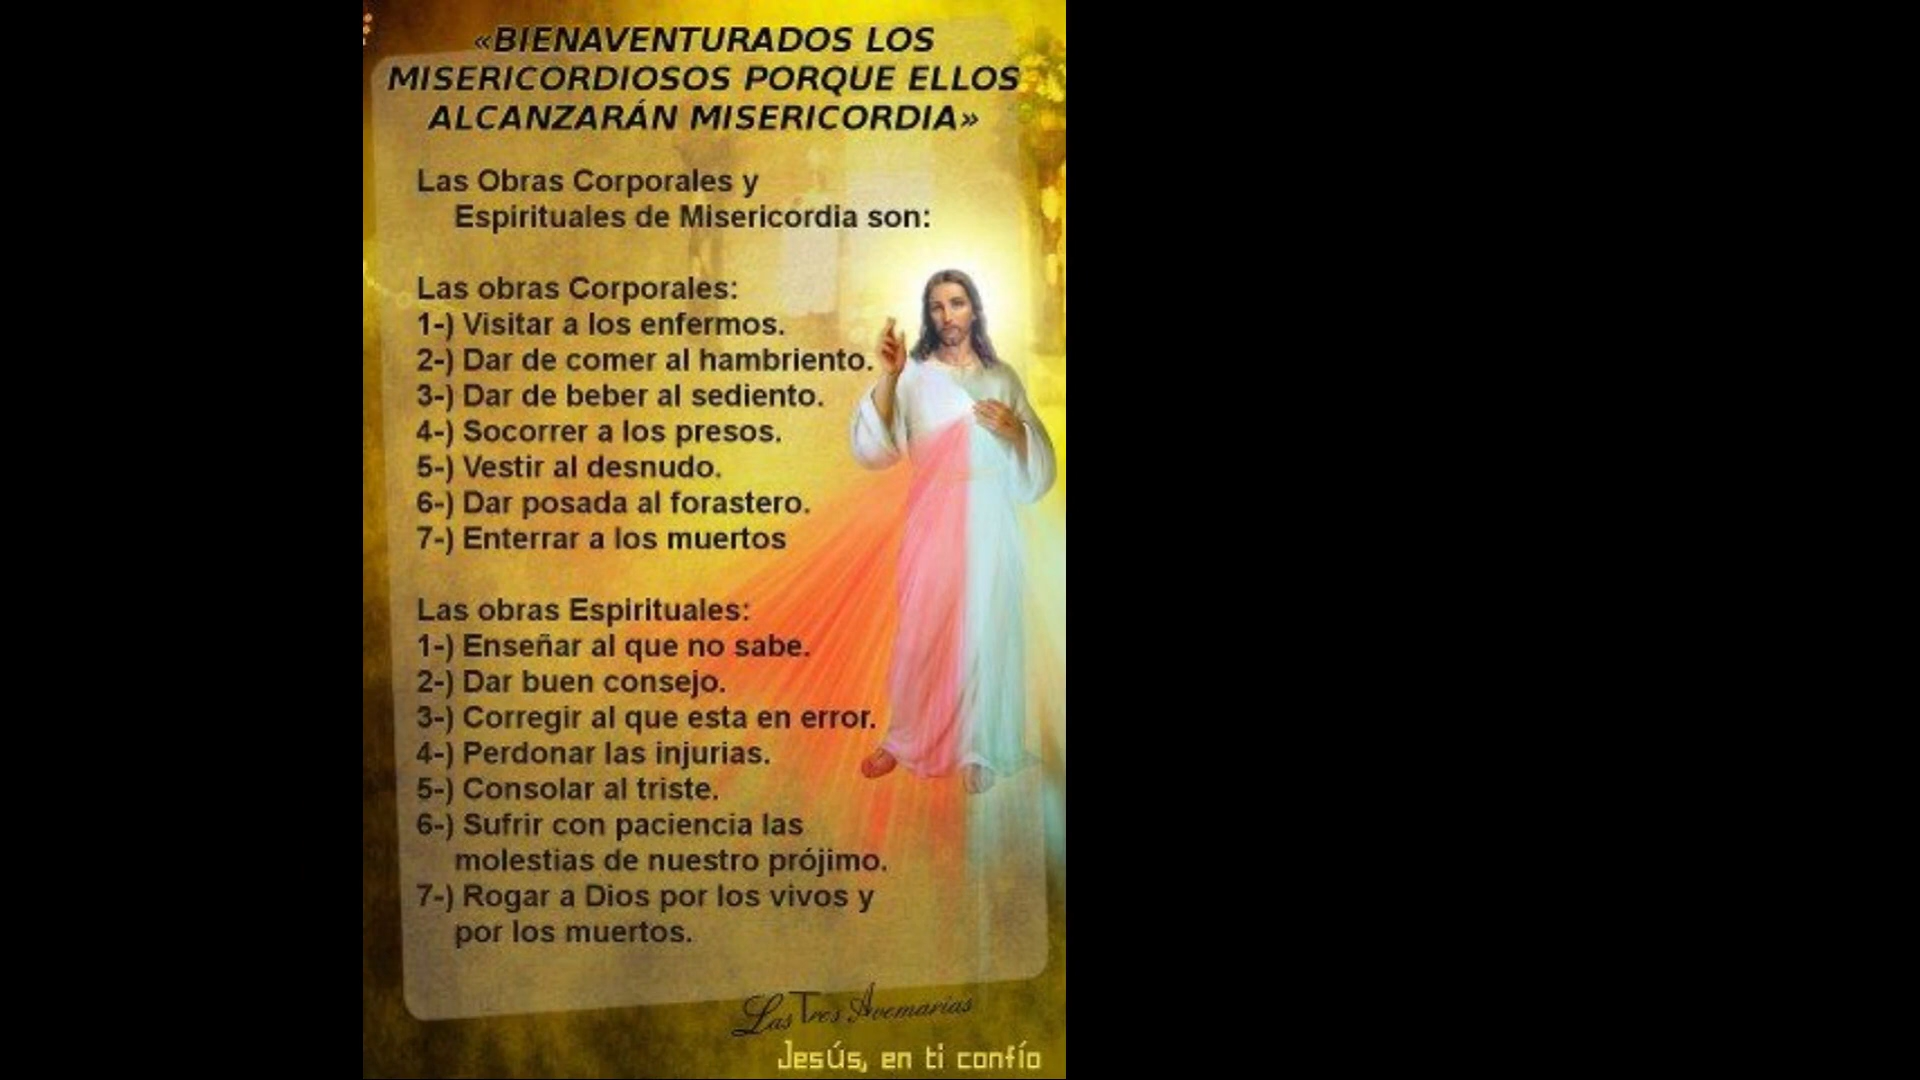 «BIENAVENTURADOS LOS
MISERICORDIOSOS PORQUE ELLOS
ALCANZARÁN MISERICORDIA»
Las Obras Corporales y
Espirituales de Misericordia son:
Las obras Corporales:
1-) Visitar a los enfermos.
2-) Dar de comer al hambriento.
3-) Dar de beber al sediento.
4-) Socorrer a los presos.
5-) Vestir al desnudo.
6-) Dar posada al forastero.
7-) Enterrar a los muertos
Las obras Espirituales:
1-) Enseñar al que no sabe.
2-) Dar buen consejo.
3-) Corregir al que esta en error.
4-) Perdonar las injurias.
5-) Consolar al triste.
6-) Sufrir con paciencia las
molestias de nuestro prójimo.
7-) Rogar a Dios por los vivos y
por los muertos.
Las Tres Avemarías
Jesús, en ti confío